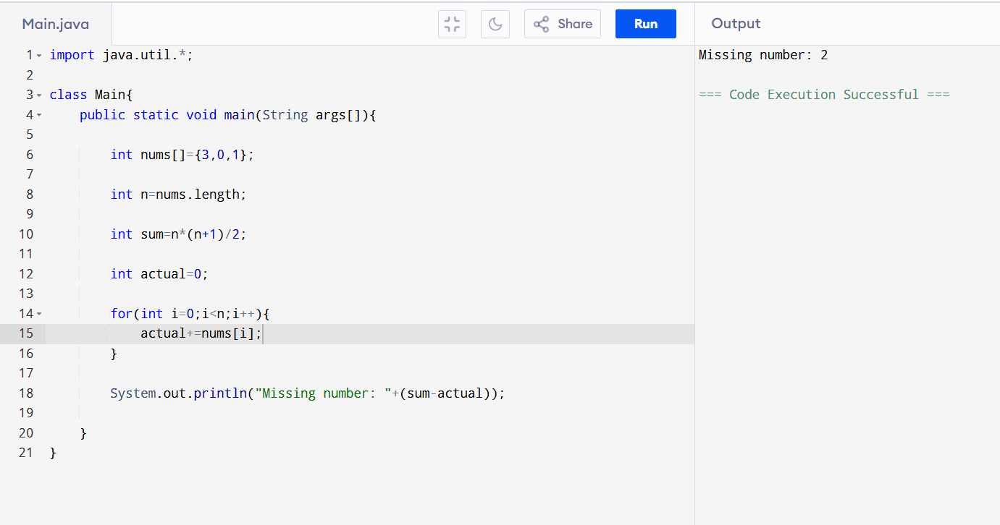 Main.java Share Run Output
1 import java.util.*;
2
3 class Main{
4 public static void main(String args[]){
5
6 int nums[]={3,0,1};
7
8 int n=nums.length;
9
10 int sum=n*(n+1)/2;
11
12 int actual=0;
13
14 for(int i=0;i<n;i++){
15 actual+=nums[i];
16 }
17
18 System.out.println("Missing number: "+(sum-actual));
19
20 }
21 }
Missing number: 2
=== Code Execution Successful ===